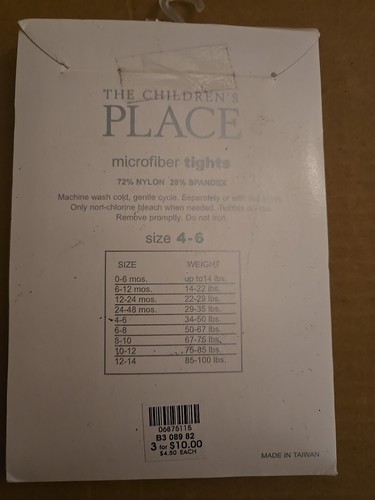 THE CHILDREN'S
PLACE
microfiber tights
72% NYLON 28% SPANDEX
Machine wash cold, gentle cycle. Separately or with
Only non-chlorine bleach when needed. Tumble dry low.
Remove promptly. Do not iron.
size 4-6
SIZE WEIGHT
0-6 mos. up to 14 lbs.
6-12 mos. 14-22 lbs.
12-24 mos. 22-29 lbs.
24-48 mos. 29-35 lbs.
4-6 34-50 lbs.
6-8 50-67 lbs.
8-10 67-75 lbs.
10-12 75-85 lbs.
12-14 85-100 lbs.
06875115
B3 089 82
3 for $10.00
$4.50 EACH
MADE IN TAIWAN